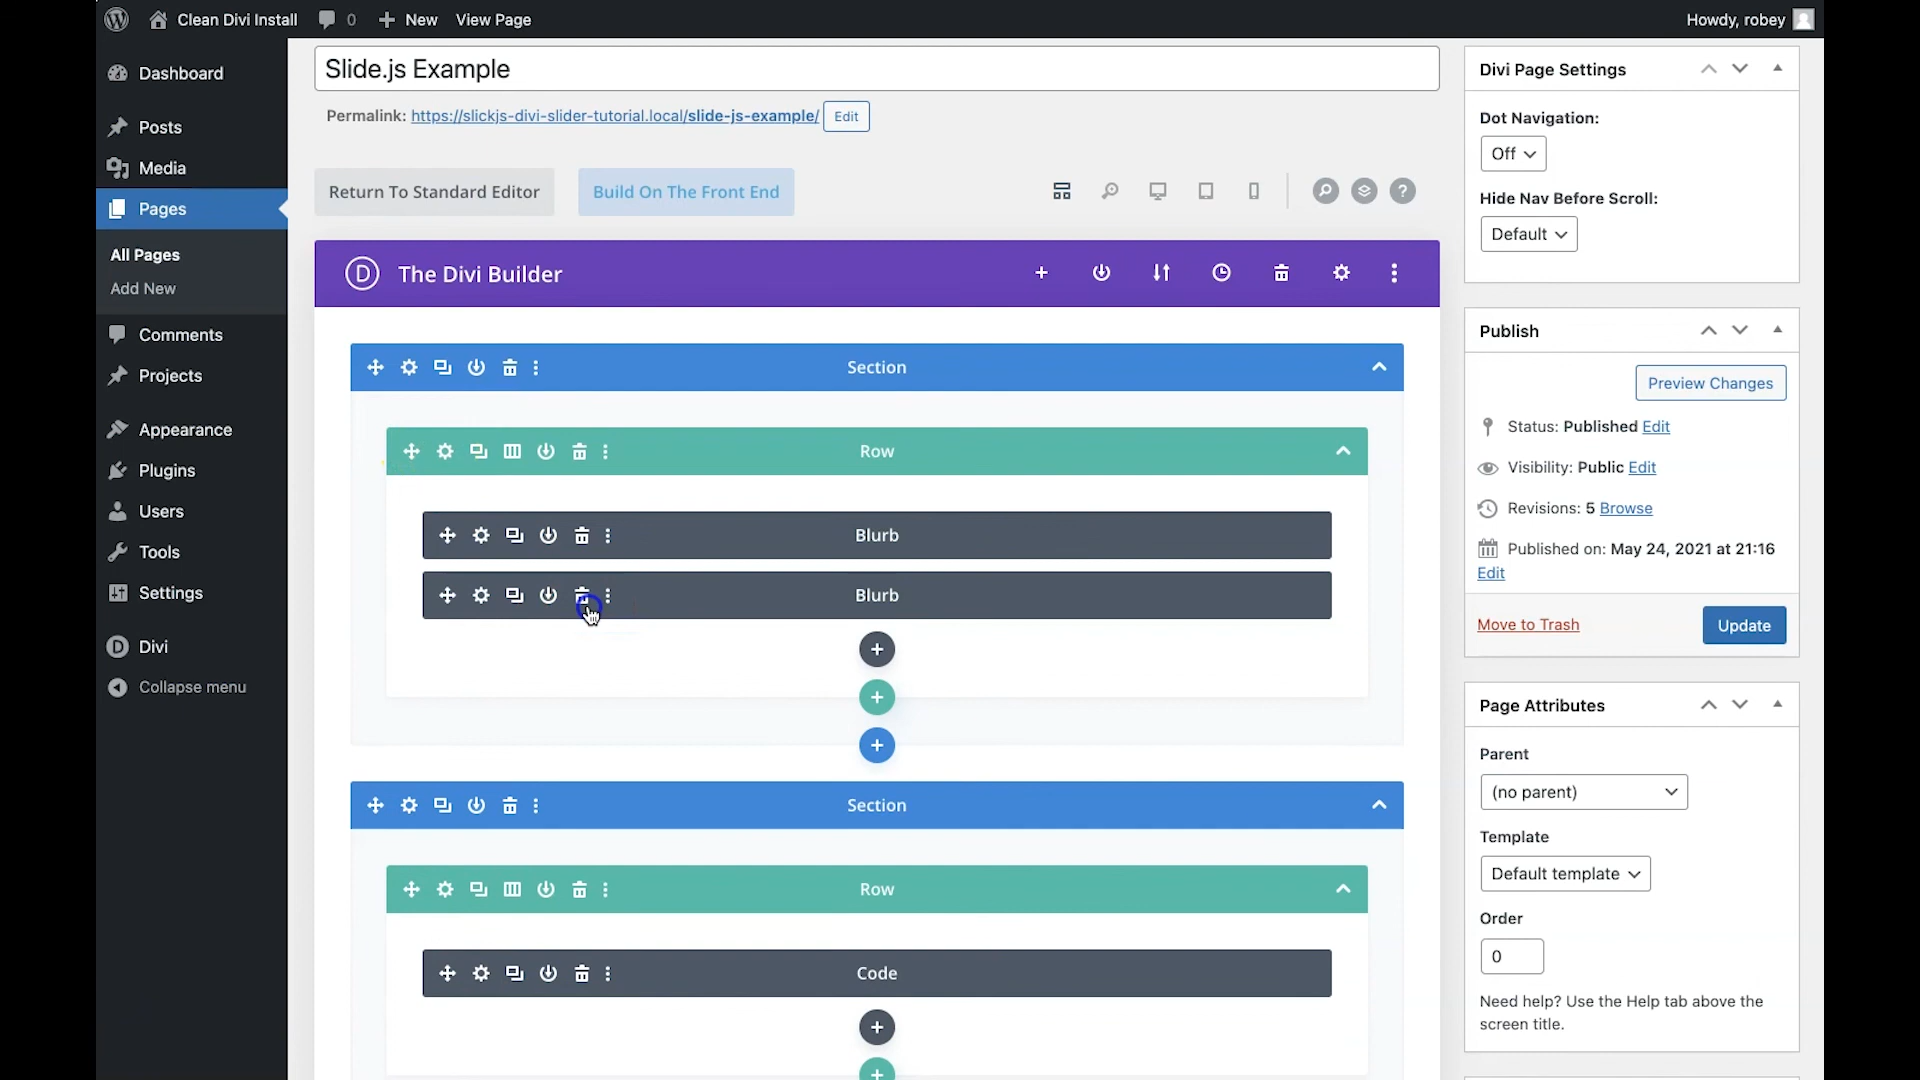 Clean Divi Install
0
New
View Page
Howdy, robey
Dashboard
Posts
Media
Pages
All Pages
Add New
Comments
Projects
Appearance
Plugins
Users
Tools
Settings
Divi
Collapse menu
Slide.js Example
Permalink: https://slickjs-divi-slider-tutorial.local/slide-js-example/ Edit
Return To Standard Editor
Build On The Front End
The Divi Builder
Section
Row
Blurb
Blurb
Section
Row
Code
Divi Page Settings
Dot Navigation:
Off
Hide Nav Before Scroll:
Default
Publish
Preview Changes
Status: Published Edit
Visibility: Public Edit
Revisions: 5 Browse
Published on: May 24, 2021 at 21:16
Edit
Move to Trash
Update
Page Attributes
Parent
(no parent)
Template
Default template
Order
0
Need help? Use the Help tab above the
screen title.